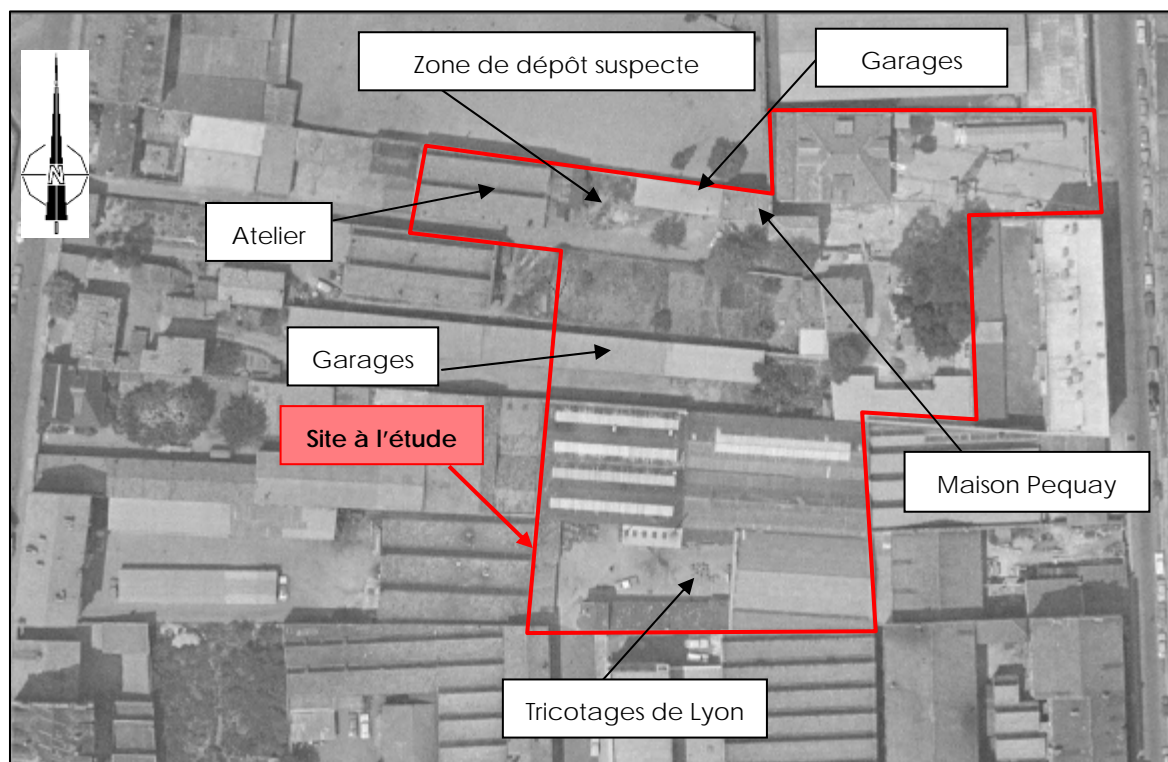 Zone de dépôt suspecte
Garages
N
Atelier
Garages
Site à l'étude
Maison Pequay
Tricotages de Lyon